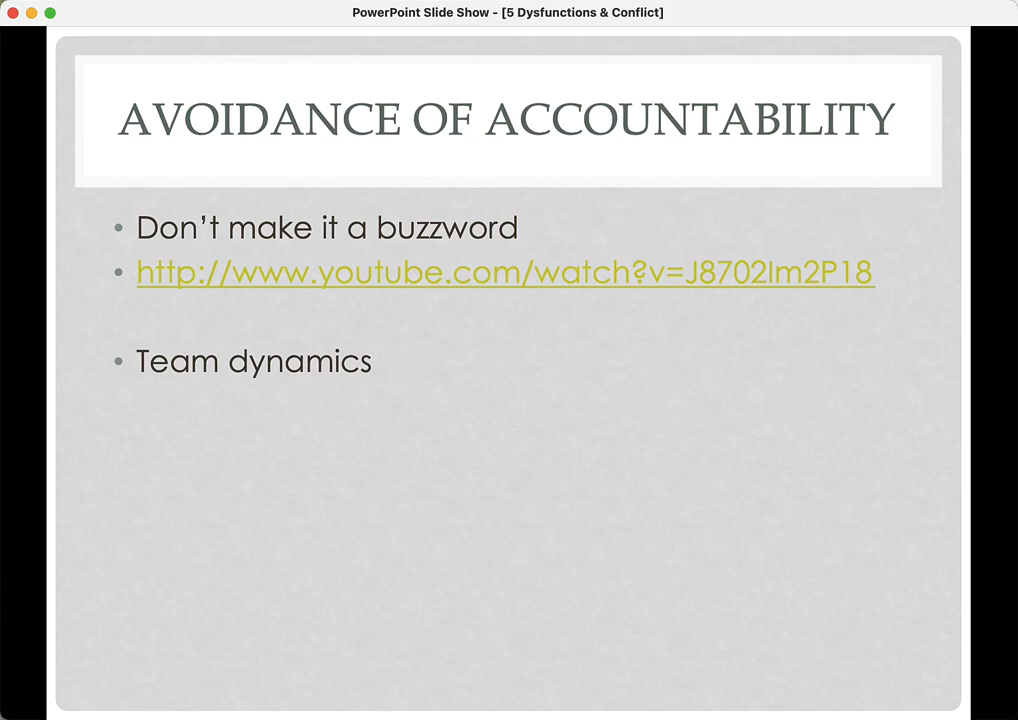 PowerPoint Slide Show - [5 Dysfunctions & Conflict]
AVOIDANCE OF ACCOUNTABILITY
• Don’t make it a buzzword
• http://www.youtube.com/watch?v=J8702Im2P18
• Team dynamics